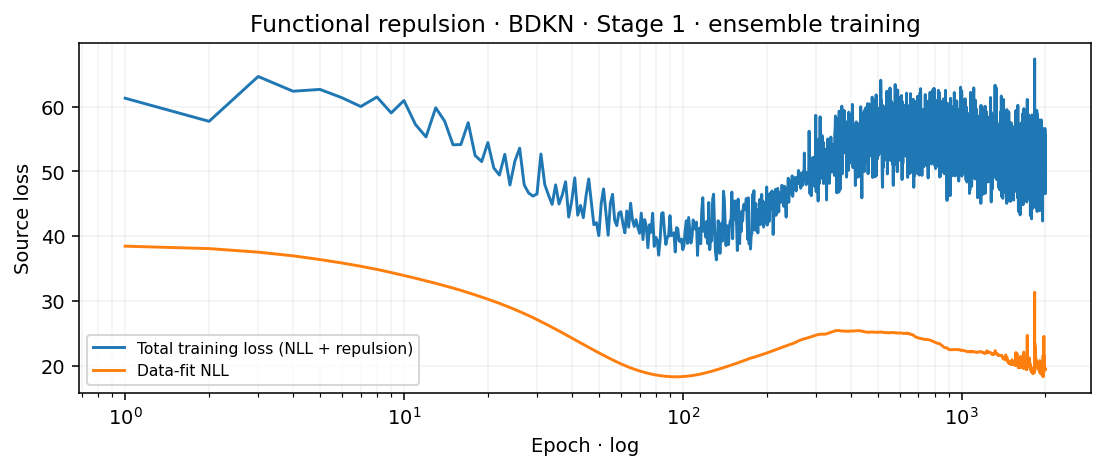 Functional repulsion · BDKN · Stage 1 · ensemble training
Source loss
60
50
40
30
20
Total training loss (NLL + repulsion)
Data-fit NLL
10⁰ 10¹ 10² 10³
Epoch · log